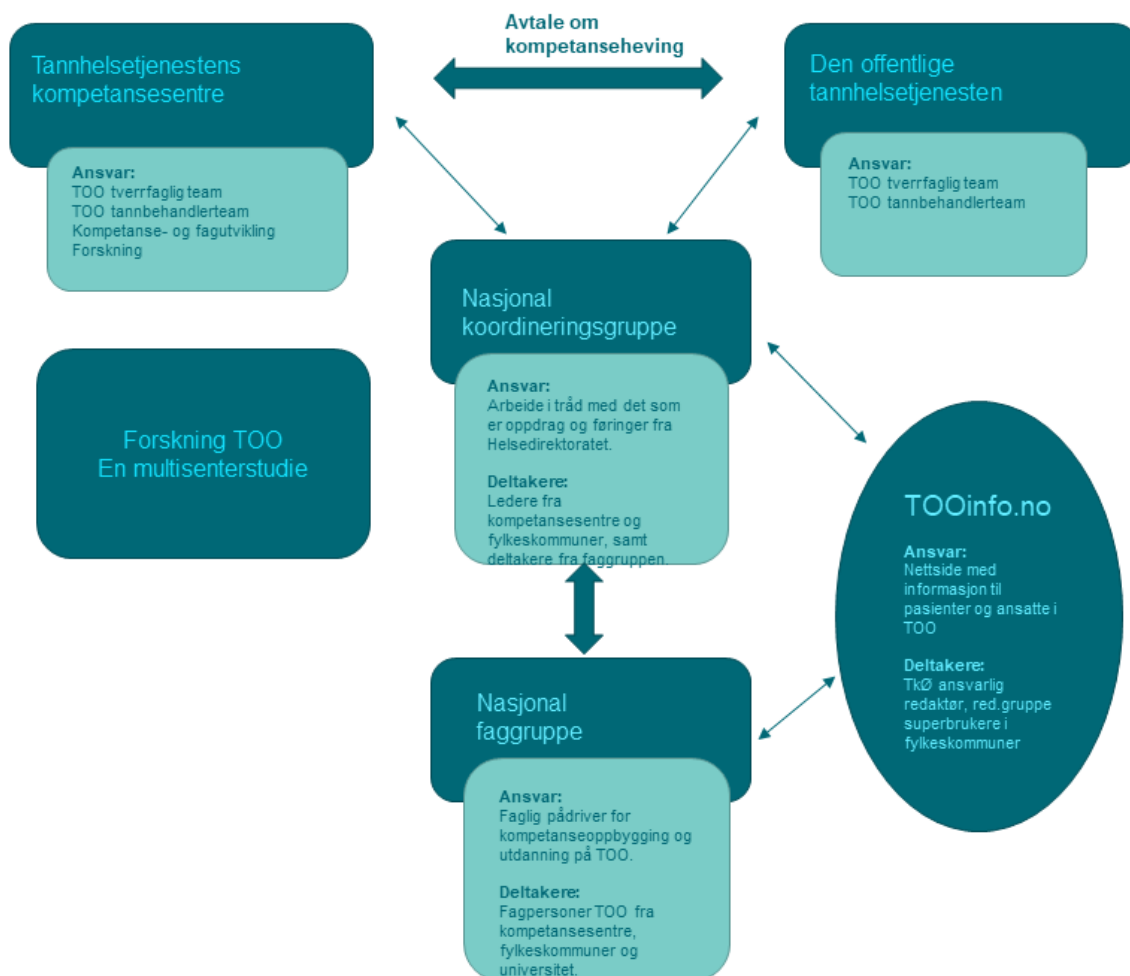 Avtale om
kompetanseheving
Tannhelsetjenestens
kompetansesentre
Ansvar:
TOO tverrfaglig team
TOO tannbehandlerteam
Kompetanse- og fagutvikling
Forskning
Den offentlige
tannhelsetjenesten
Ansvar:
TOO tverrfaglig team
TOO tannbehandlerteam
Nasjonal
koordineringsgruppe
Ansvar:
Arbeide i tråd med det som
er oppdrag og føringer fra
Helsedirektoratet.
Deltakere:
Ledere fra
kompetansesentre og
fylkeskommuner, samt
deltakere fra faggruppen.
Forskning TOO
En multisenterstudie
TOOinfo.no
Ansvar:
Nettside med
informasjon til
pasienter og ansatte i
TOO
Deltakere:
TkØ ansvarlig
redaktør, red.gruppe
superbrukere i
fylkeskommuner
Nasjonal
faggruppe
Ansvar:
Faglig pådriver for
kompetanseoppbygging og
utdanning på TOO.
Deltakere:
Fagpersoner TOO fra
kompetansesentre,
fylkeskommuner og
universitet.